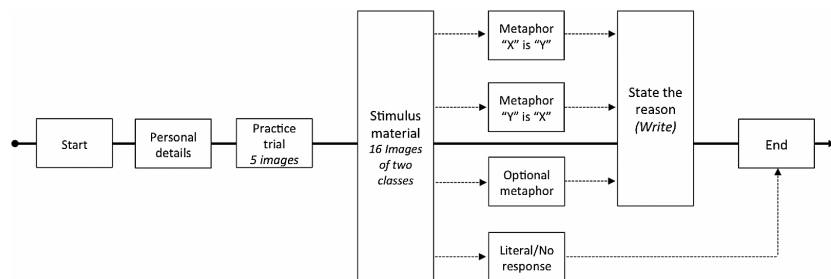 Start
Personal
details
Practice
trial
5 images
Stimulus
material
16 Images
of two
classes
Metaphor
“X” is “Y”
Metaphor
“Y” is “X”
Optional
metaphor
Literal/No
response
State the
reason
(Write)
End